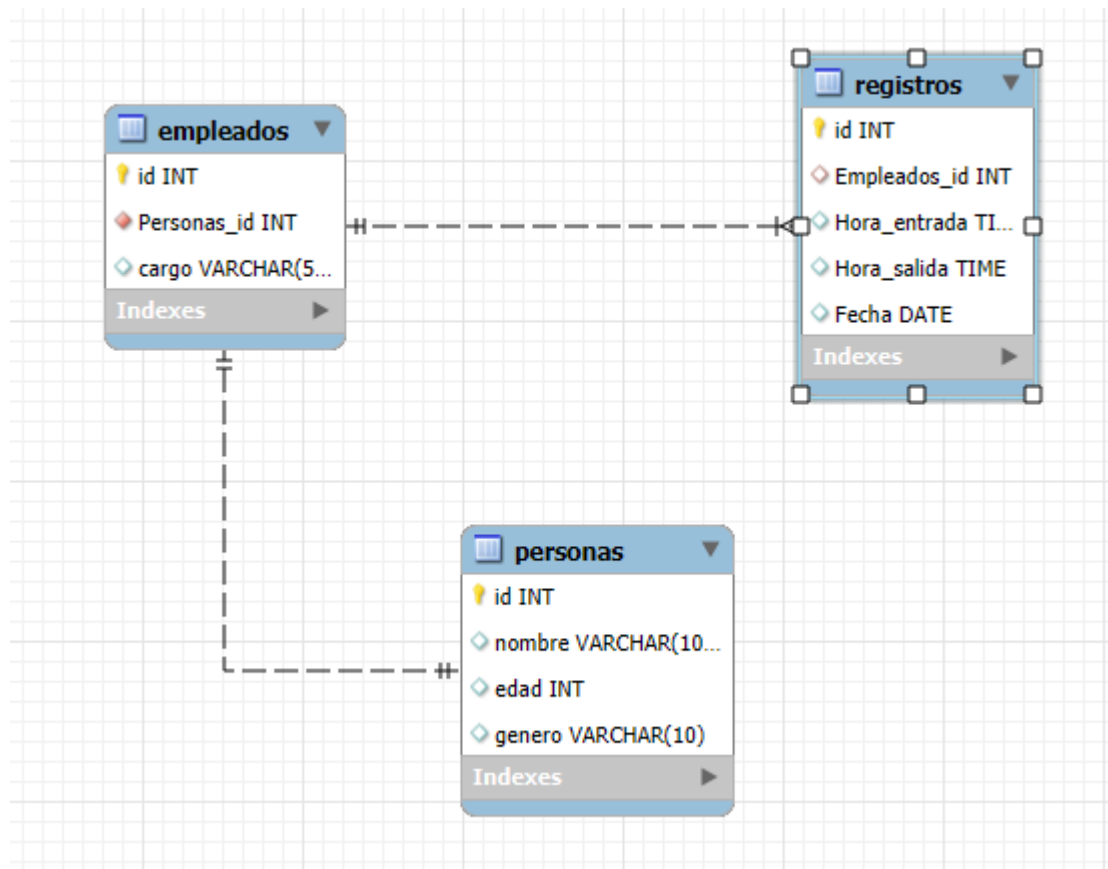 empleados
id INT
Personas_id INT
cargo VARCHAR(5...
Indexes
registros
id INT
Empleados_id INT
Hora_entrada TI...
Hora_salida TIME
Fecha DATE
Indexes
personas
id INT
nombre VARCHAR(10...
edad INT
genero VARCHAR(10)
Indexes